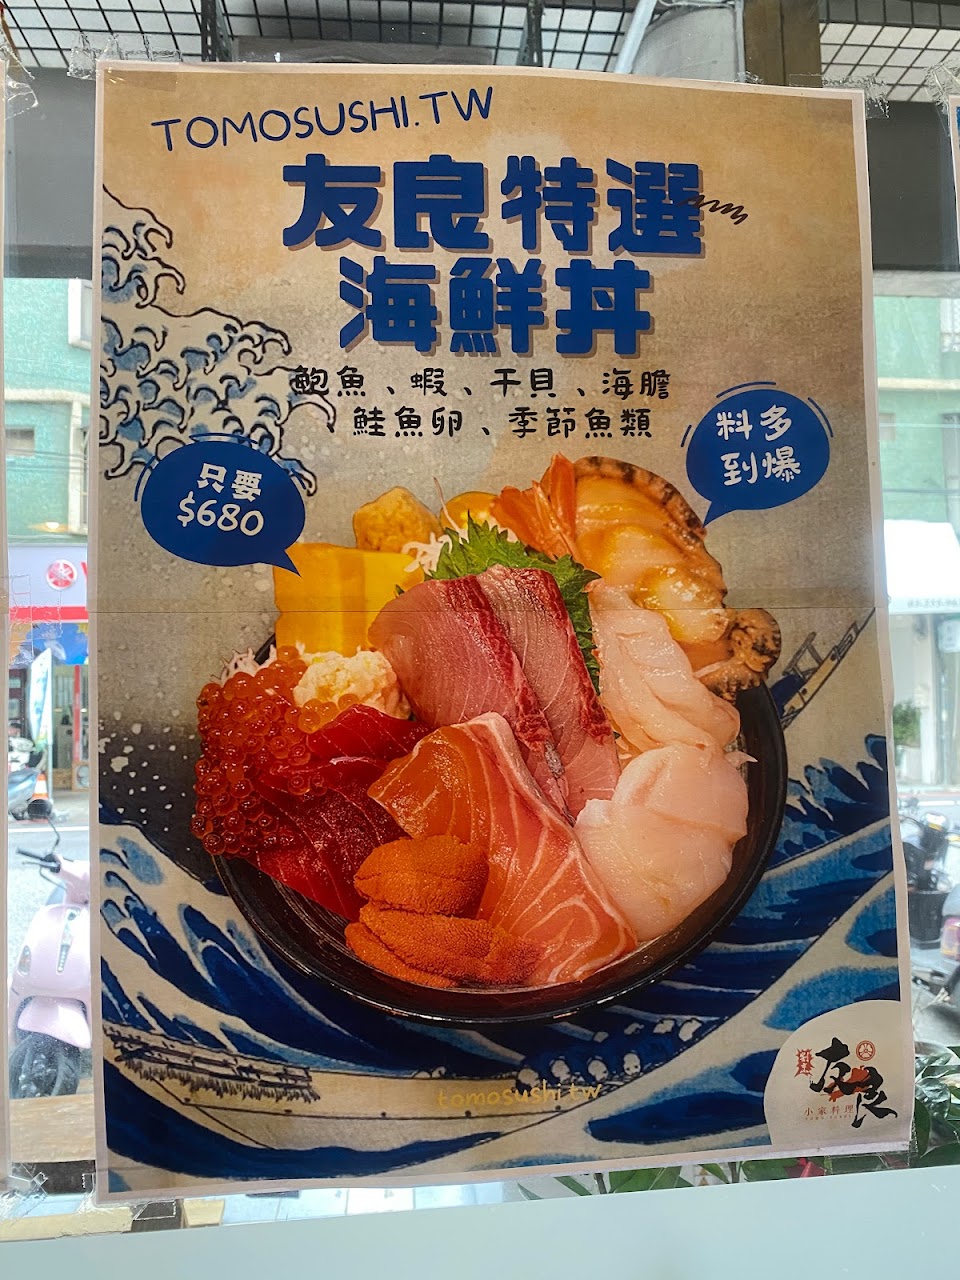 TOMOSUSHI.TW
友良特選
海鮮丼
鮑魚、蝦、干貝、海膽
鮭魚卵、季節魚類
只要
$680
料多
到爆
tomosushi.tw
友良
小家料理